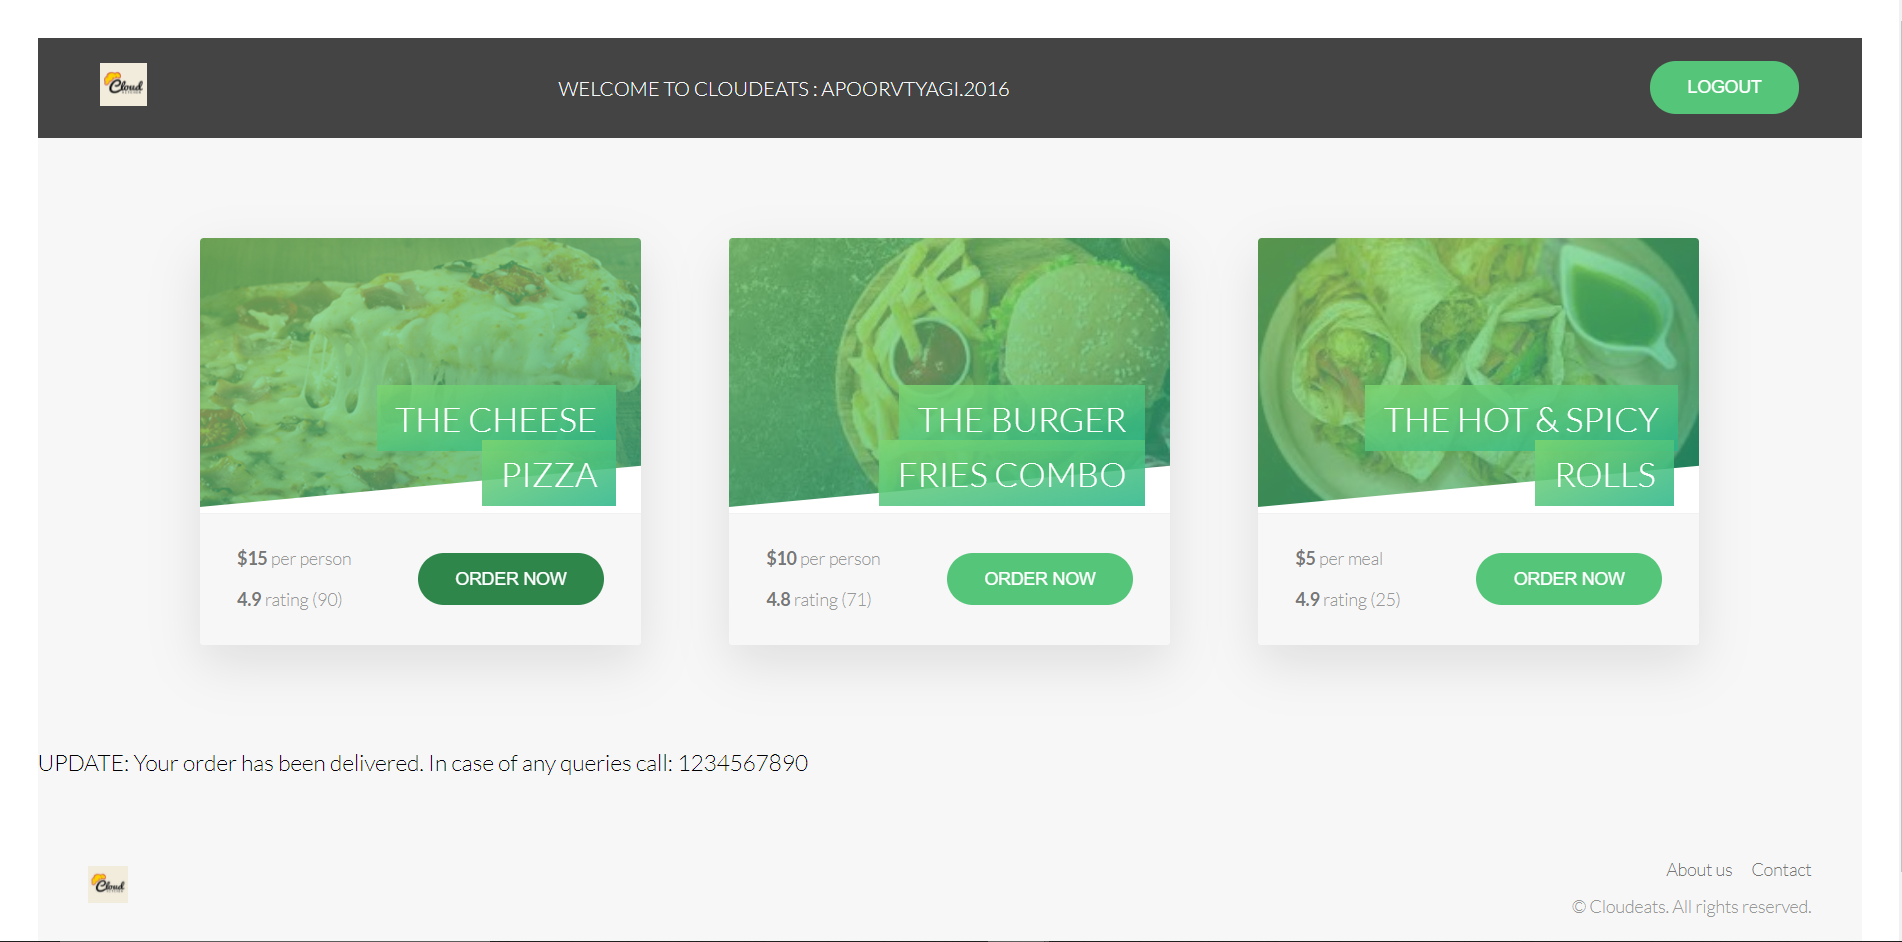 Cloud
WELCOME TO CLOUDEATS : APOORVTYAGI.2016
LOGOUT
THE CHEESE
PIZZA
$15 per person
4.9 rating (90)
ORDER NOW
THE BURGER
FRIES COMBO
$10 per person
4.8 rating (71)
ORDER NOW
THE HOT & SPICY
ROLLS
$5 per meal
4.9 rating (25)
ORDER NOW
UPDATE: Your order has been delivered. In case of any queries call: 1234567890
Cloud
About us Contact
© Cloudeats. All rights reserved.